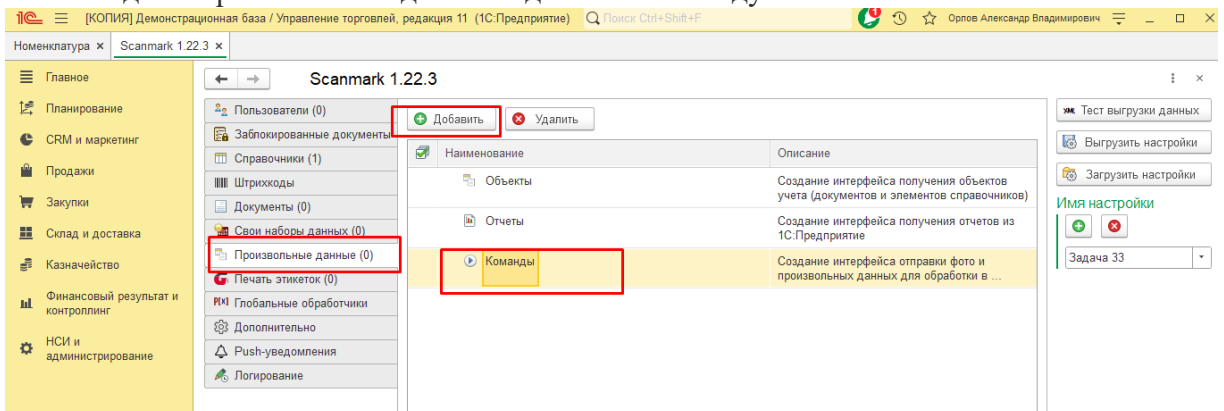 [КОПИЯ] Демонстрационная база / Управление торговлей, редакция 11 (1С:Предприятие) Поиск Ctrl+Shift+F Орлов Александр Владимирович
Номенклатура × Scanmark 1.22.3 ×
Главное
Планирование
CRM и маркетинг
Продажи
Закупки
Склад и доставка
Казначейство
Финансовый результат и
контроллинг
НСИ и
администрирование
Scanmark 1.22.3
Пользователи (0)
Заблокированные документы
Справочники (1)
Штрихкоды
Документы (0)
Свои наборы данных (0)
Произвольные данные (0)
Печать этикеток (0)
Глобальные обработчики
Дополнительно
Push-уведомления
Логирование
Добавить Удалить
Наименование Описание
Объекты Создание интерфейса получения объектов
учета (документов и элементов справочников)
Отчеты Создание интерфейса получения отчетов из
1С:Предприятие
Команды Создание интерфейса отправки фото и
произвольных данных для обработки в ...
XML Тест выгрузки данных
Выгрузить настройки
Загрузить настройки
Имя настройки
Задача 33